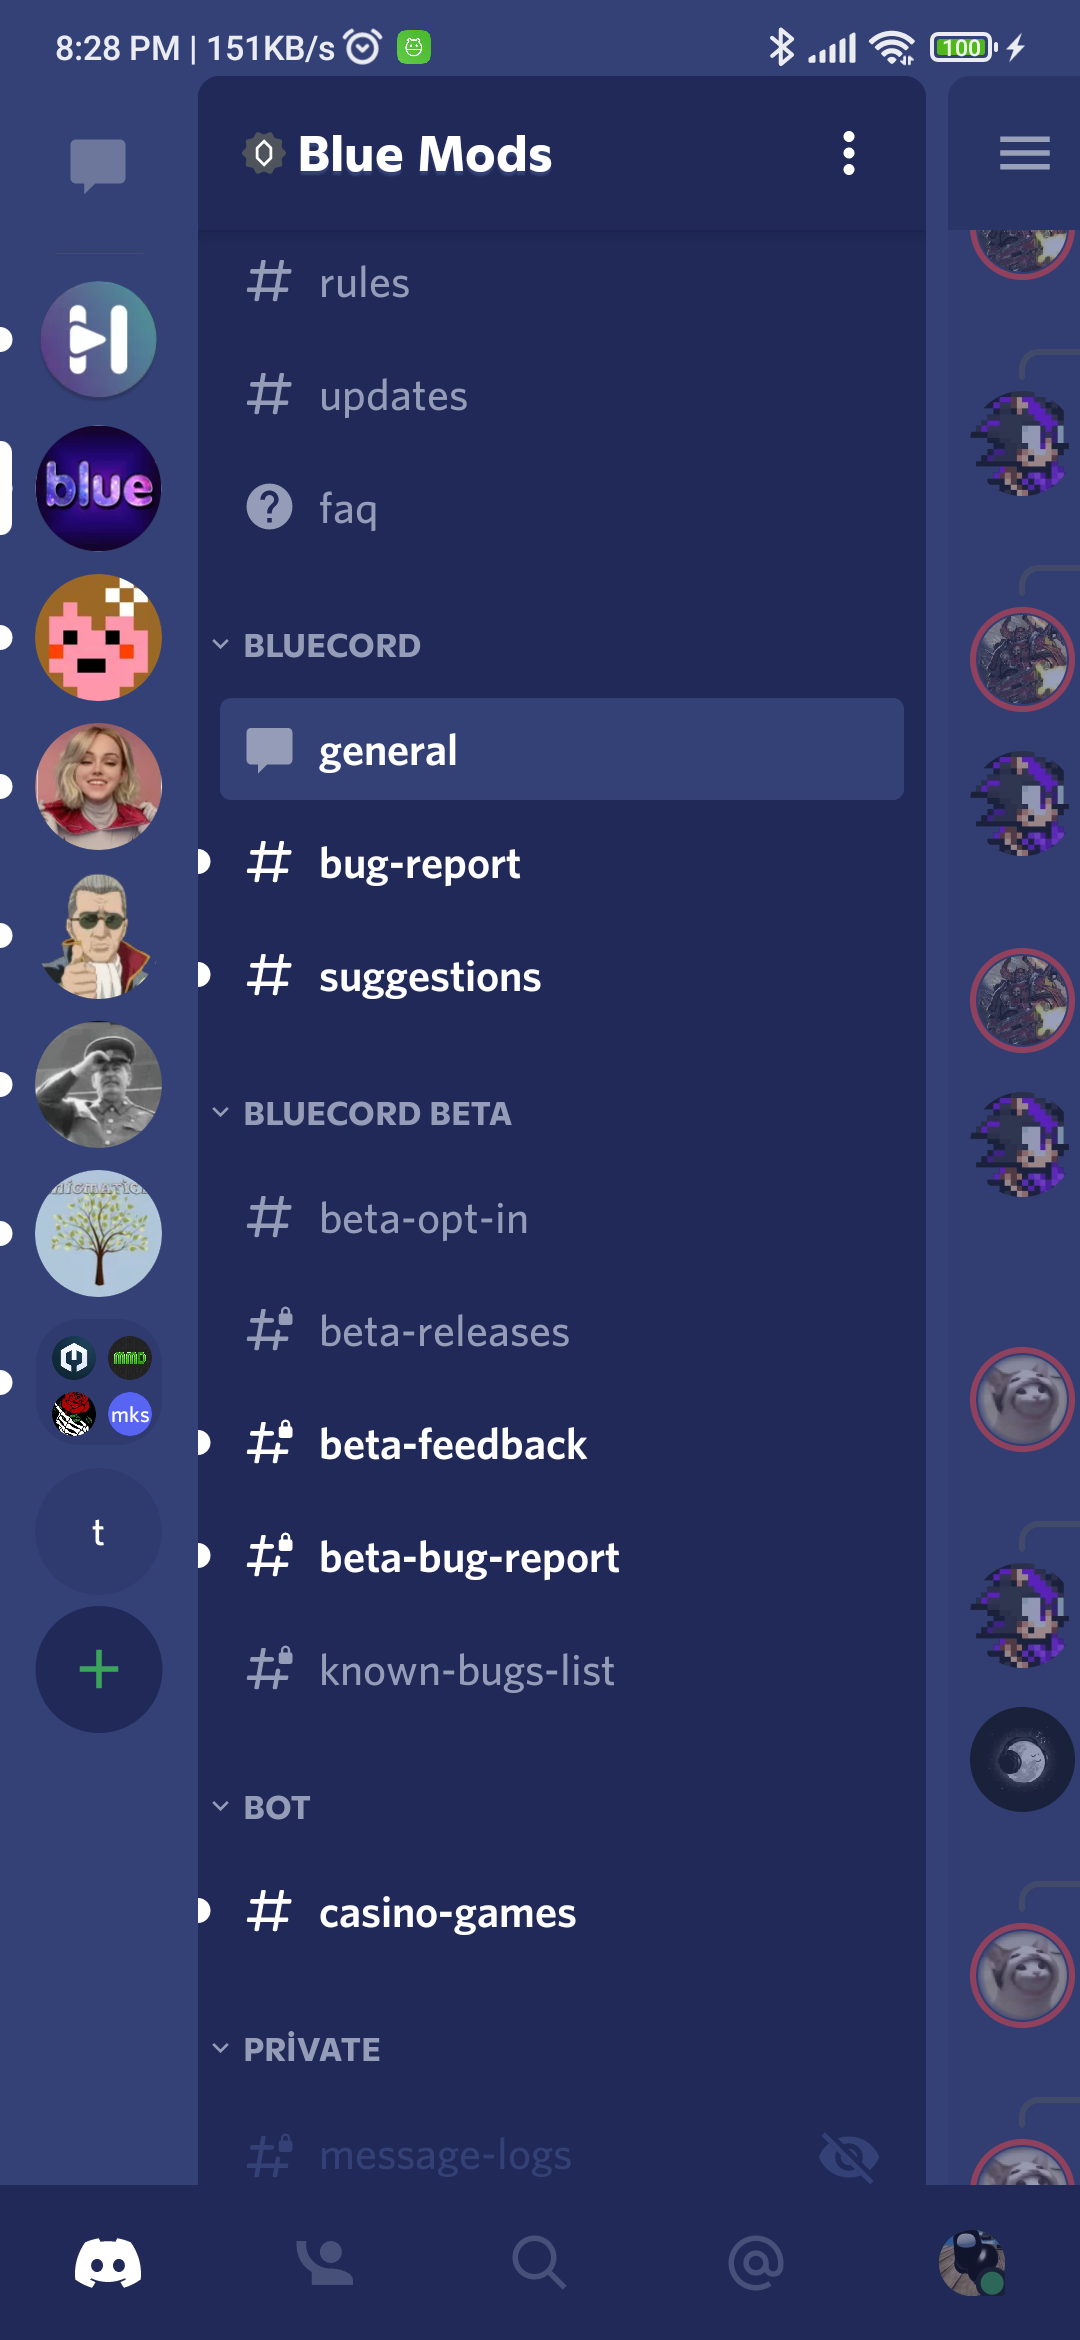 8:28 PM | 151KB/s
100
Blue Mods
rules
updates
faq
blue
BLUECORD
general
bug-report
suggestions
BLUECORD BETA
beta-opt-in
beta-releases
beta-feedback
mks
t
beta-bug-report
known-bugs-list
BOT
casino-games
PRİVATE
message-logs